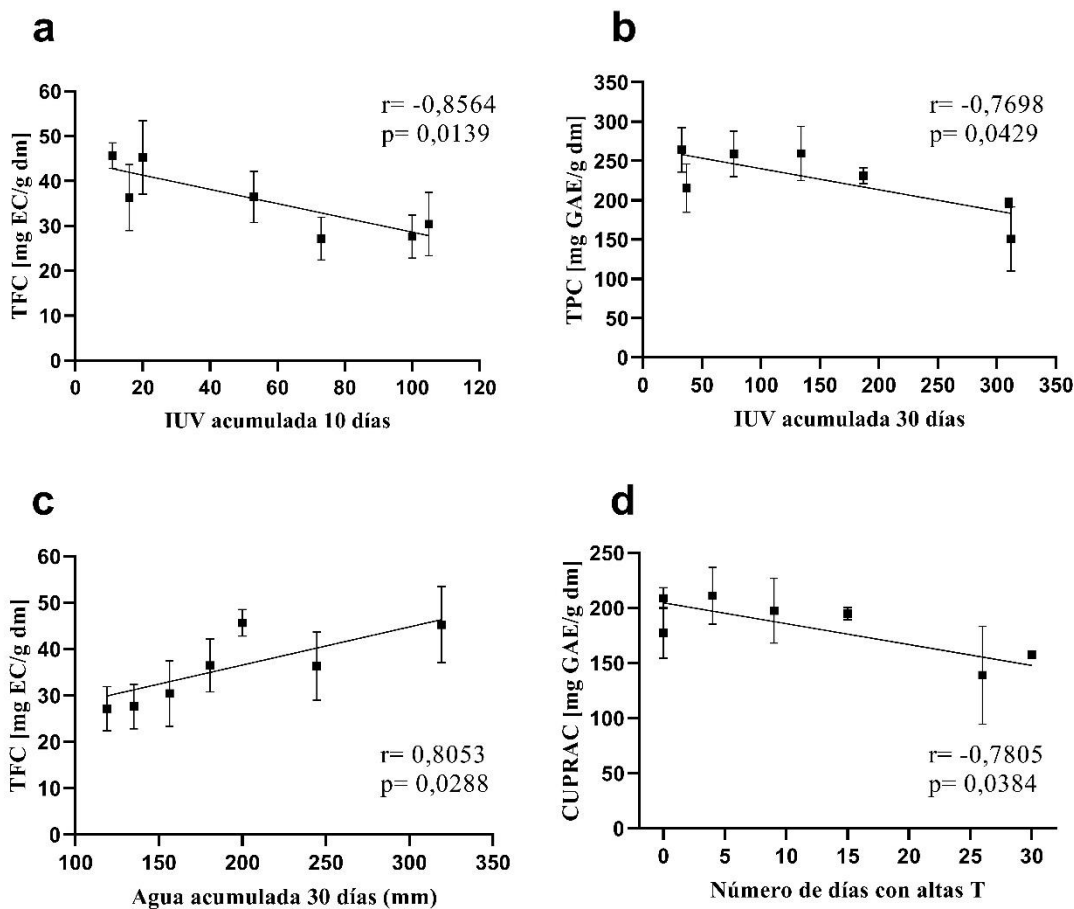 a
r= -0,8564
p= 0,0139
TFC [mg EC/g dm]
60
50
40
30
20
10
0
0 20 40 60 80 100 120
IUV acumulada 10 días
b
r= -0,7698
p= 0,0429
TPC [mg GAE/g dm]
350
300
250
200
150
100
50
0
0 50 100 150 200 250 300 350
IUV acumulada 30 días
c
r= 0,8053
p= 0,0288
TFC [mg EC/g dm]
60
50
40
30
20
10
0
100 150 200 250 300 350
Agua acumulada 30 días (mm)
d
r= -0,7805
p= 0,0384
CUPRAC [mg GAE/g dm]
250
200
150
100
50
0
0 5 10 15 20 25 30
Número de días con altas T